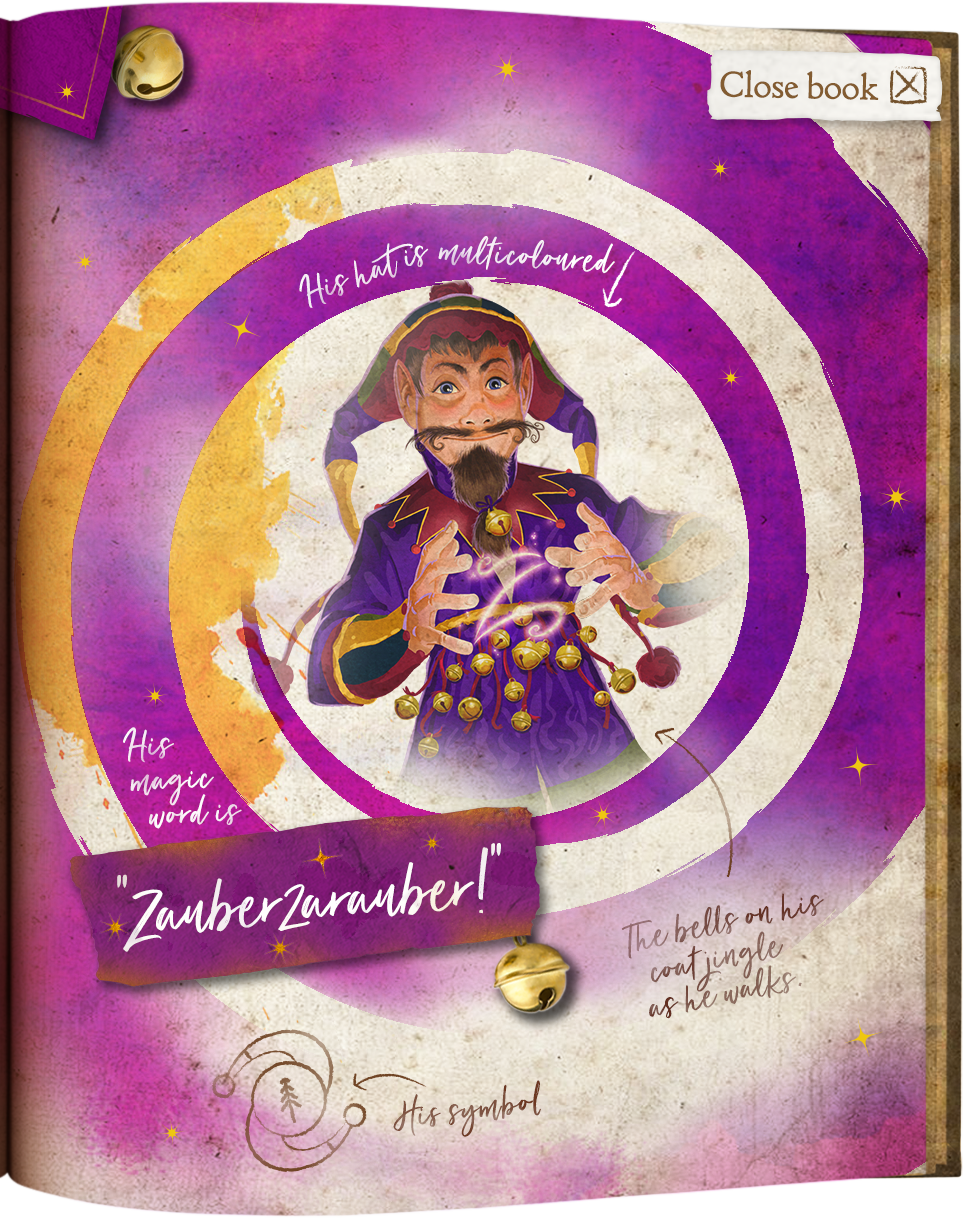 Close book
His hat is multicoloured
His
magic
word is
"Zauberzarauber!"
The bells on his
coat jingle
as he walks.
His symbol